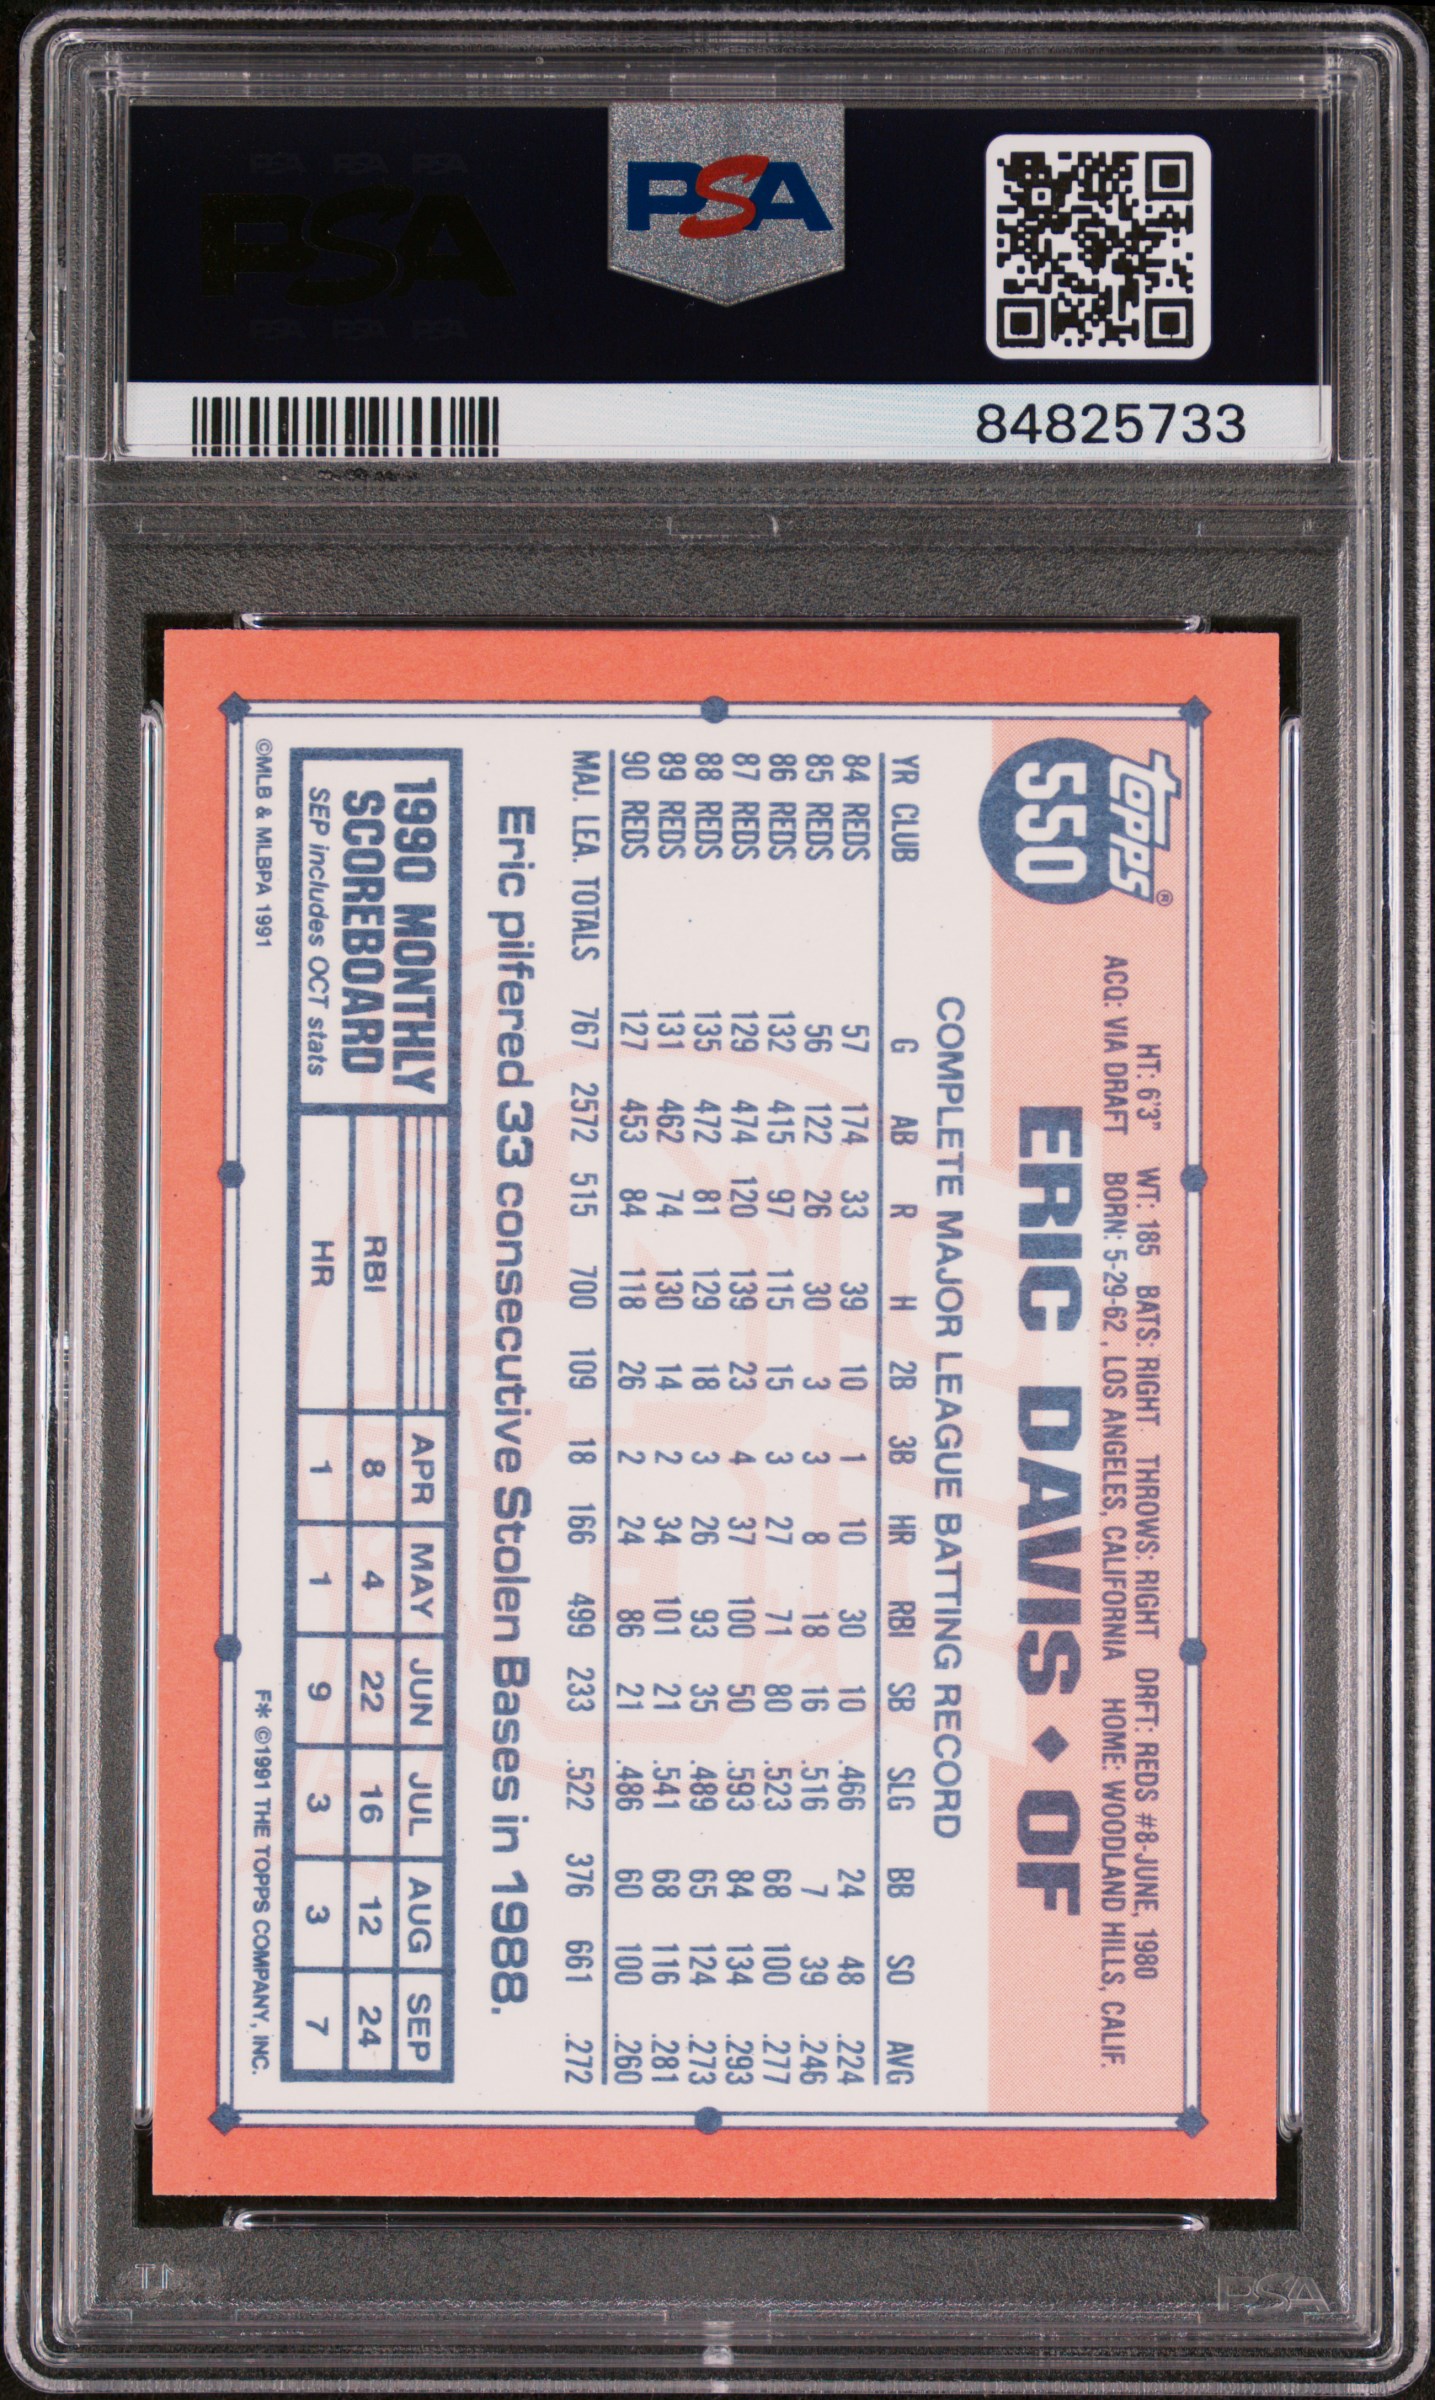 PSA PSA PSA
PSA
PSA PSA PSA
PSA
84825733
topps®
550
HT: 6'3" WT: 185 BATS: RIGHT THROWS: RIGHT DRFT: REDS #8-JUNE, 1980
ACQ: VIA DRAFT BORN: 5-29-62, LOS ANGELES, CALIFORNIA HOME: WOODLAND HILLS, CALIF.
ERIC DAVIS ♦ OF
COMPLETE MAJOR LEAGUE BATTING RECORD
YR CLUB G AB R H 2B 3B HR RBI SB SLG BB SO AVG
84 REDS 57 174 33 39 10 1 10 30 10 .466 24 48 .224
85 REDS 56 122 26 30 3 3 8 18 16 .516 7 39 .246
86 REDS 132 415 97 115 15 3 27 71 80 .523 68 100 .277
87 REDS 129 474 120 139 23 4 37 100 50 .593 84 134 .293
88 REDS 135 472 81 129 18 3 26 93 35 .489 65 124 .273
89 REDS 131 462 74 130 14 2 34 101 21 .541 68 116 .281
90 REDS 127 453 84 118 26 2 24 86 21 .486 60 100 .260
MAJ. LEA. TOTALS 767 2572 515 700 109 18 166 499 233 .522 376 661 .272
Eric pilfered 33 consecutive Stolen Bases in 1988.
1990 MONTHLY
SCOREBOARD
SEP includes OCT stats
APR MAY JUN JUL AUG SEP
RBI 8 4 22 16 12 24
HR 1 1 9 3 3 7
©MLB & MLBPA 1991
F* ©1991 THE TOPPS COMPANY, INC.
PSA